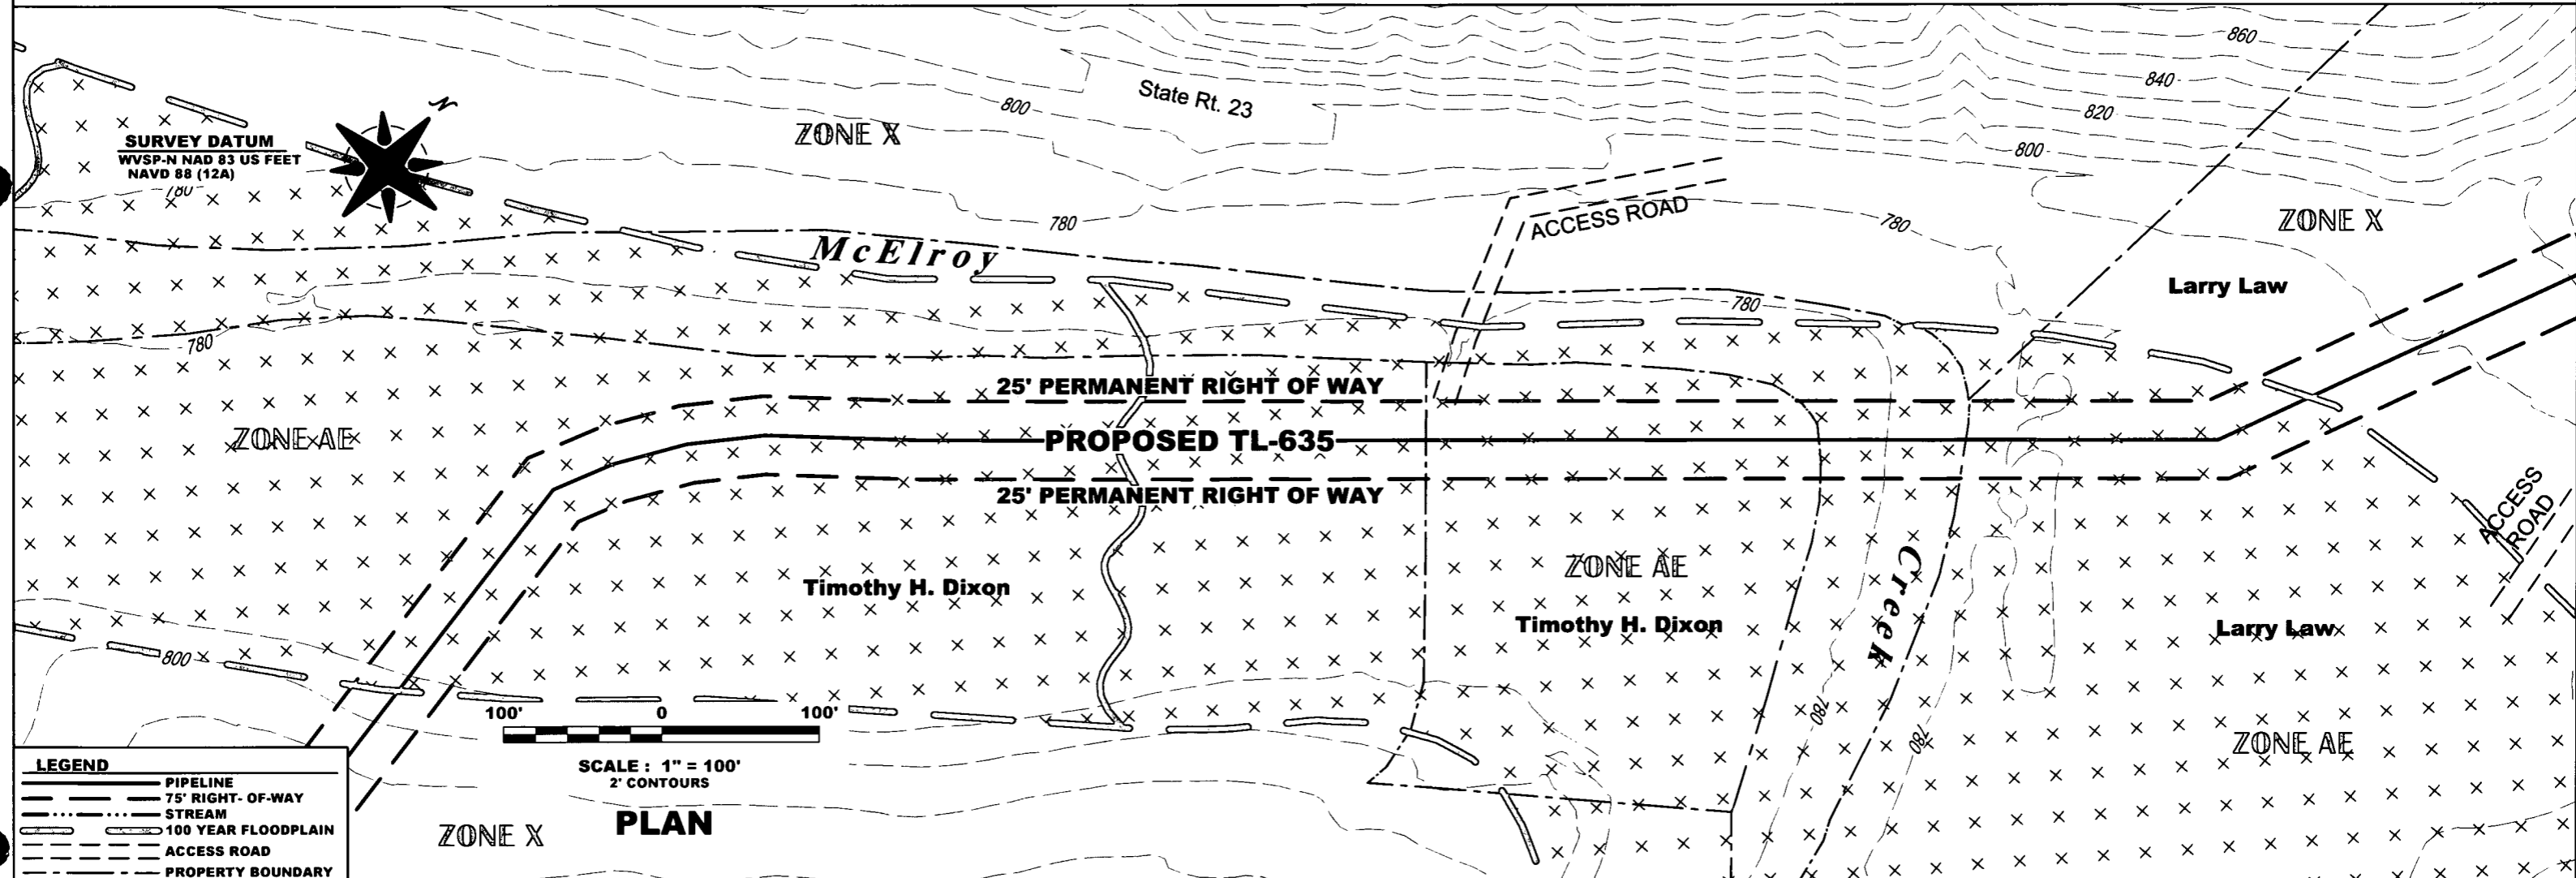 860
840
820
800
State Rt. 23
800
ZONE X
N
SURVEY DATUM
WVSP-N NAD 83 US FEET
NAVD 88 (12A)
780
ACCESS ROAD
780
780
ZONE X
McElroy
Larry Law
780
780
25' PERMANENT RIGHT OF WAY
ZONE AE
PROPOSED TL-635
25' PERMANENT RIGHT OF WAY
ACCESS
ROAD
ZONE AE
Timothy H. Dixon
Creek
Timothy H. Dixon
Larry Law
800
780
780
100' 0 100'
ZONE AE
SCALE : 1" = 100'
2' CONTOURS
PLAN
ZONE X
LEGEND
PIPELINE
75' RIGHT- OF-WAY
STREAM
100 YEAR FLOODPLAIN
ACCESS ROAD
PROPERTY BOUNDARY